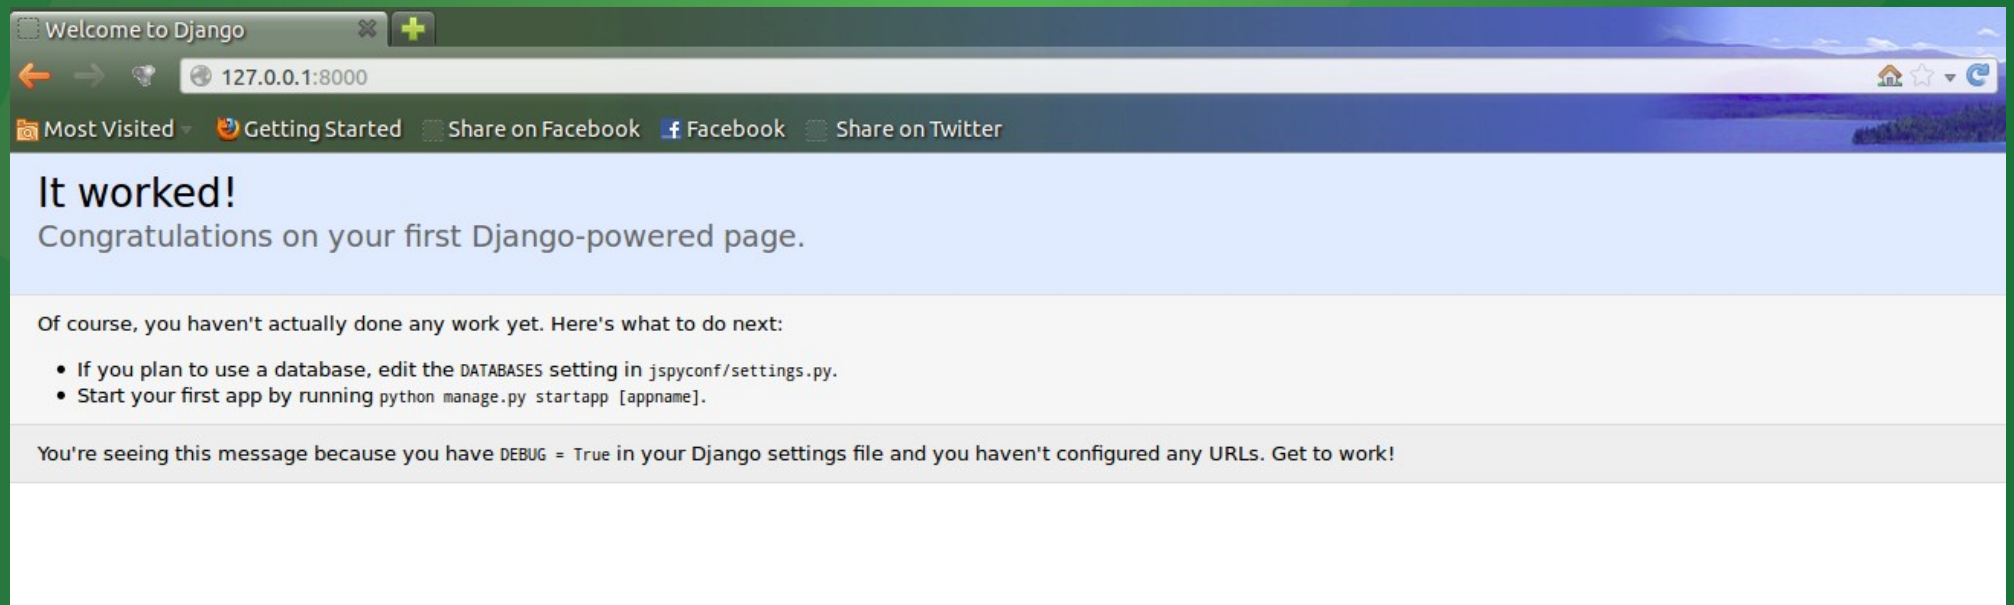 Welcome to Django
127.0.0.1:8000
Most Visited Getting Started Share on Facebook Facebook Share on Twitter
It worked!
Congratulations on your first Django-powered page.
Of course, you haven't actually done any work yet. Here's what to do next:
• If you plan to use a database, edit the DATABASES setting in jspyconf/settings.py.
• Start your first app by running python manage.py startapp [appname].
You're seeing this message because you have DEBUG = True in your Django settings file and you haven't configured any URLs. Get to work!